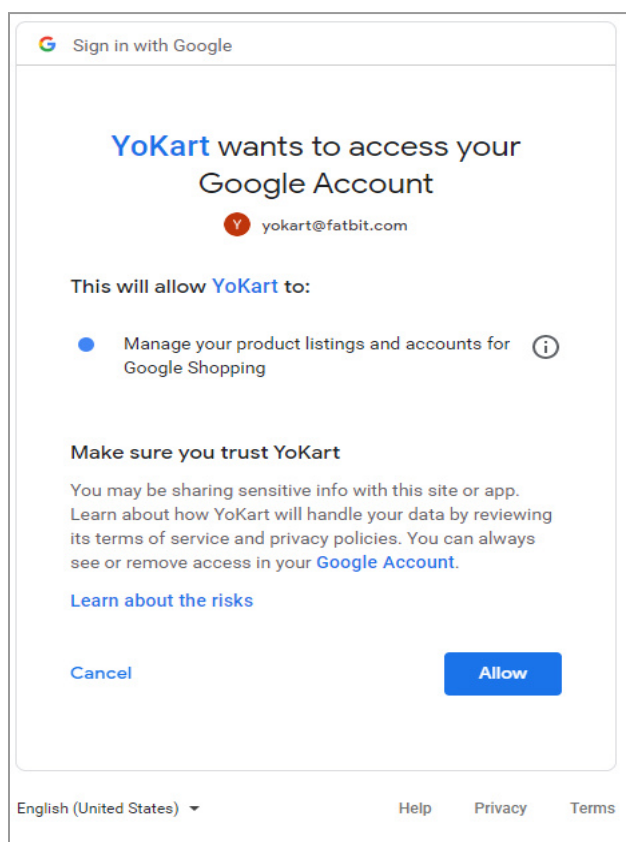 Sign in with Google
YoKart wants to access your
Google Account
Y yokart@fatbit.com
This will allow YoKart to:
Manage your product listings and accounts for
Google Shopping
Make sure you trust YoKart
You may be sharing sensitive info with this site or app.
Learn about how YoKart will handle your data by reviewing
its terms of service and privacy policies. You can always
see or remove access in your Google Account.
Learn about the risks
Cancel Allow
English (United States) Help Privacy Terms